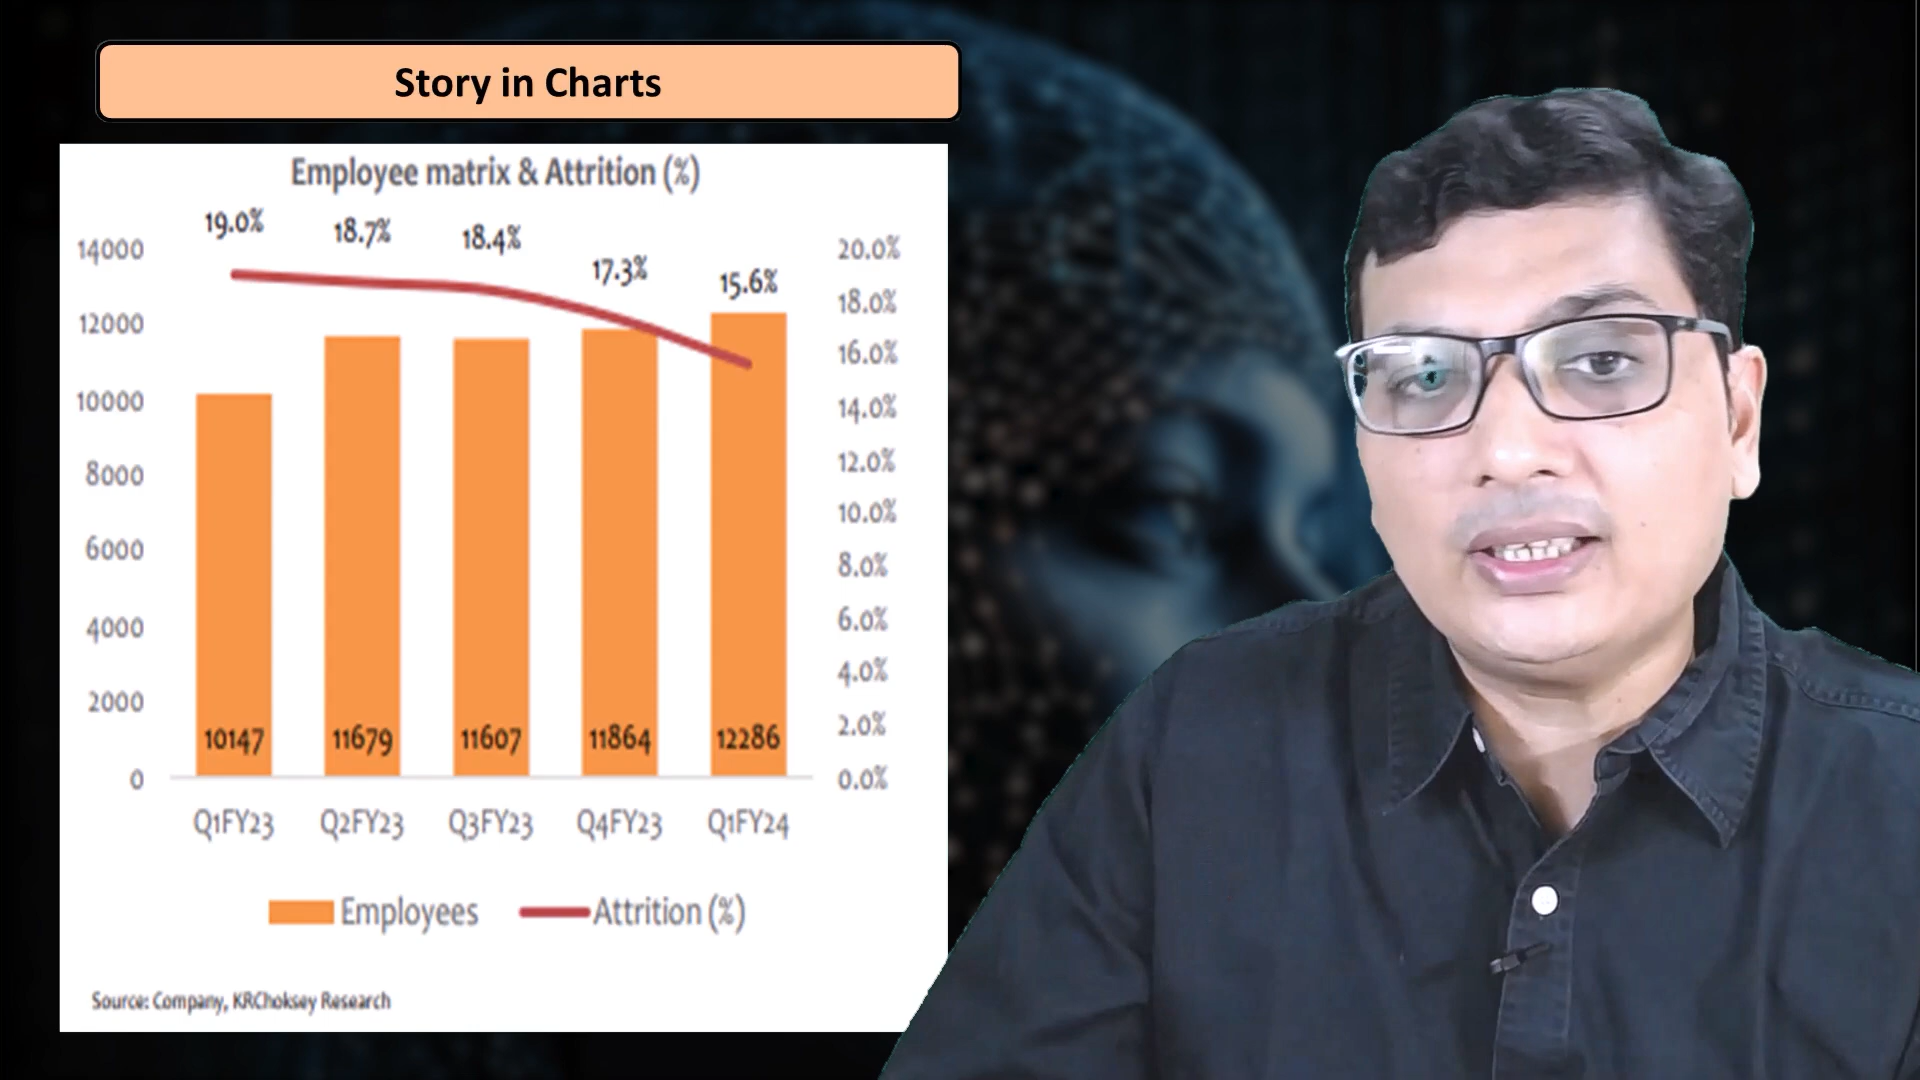 Story in Charts
Employee matrix & Attrition (%)
19.0%
18.7%
18.4%
17.3%
15.6%
14000
12000
10000
8000
6000
4000
2000
0
20.0%
18.0%
16.0%
14.0%
12.0%
10.0%
8.0%
6.0%
4.0%
2.0%
0.0%
10147
11679
11607
11864
12286
Q1FY23
Q2FY23
Q3FY23
Q4FY23
Q1FY24
Employees
Attrition (%)
Source: Company, KRChoksey Research